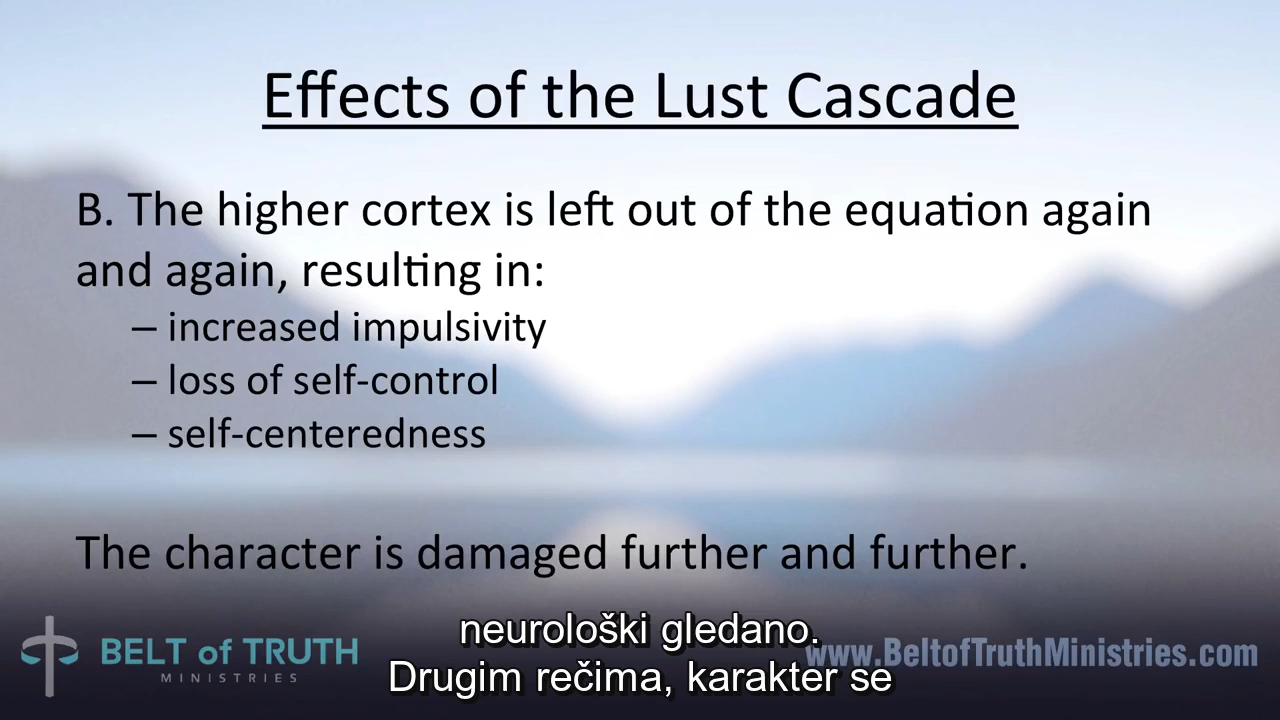 Effects of the Lust Cascade
B. The higher cortex is left out of the equation again
and again, resulting in:
– increased impulsivity
– loss of self-control
– self-centeredness
The character is damaged further and further.
neurološki gledano.
Drugim rečima, karakter se
BELT of TRUTH
MINISTRIES
www.BeltofTruthMinistries.com